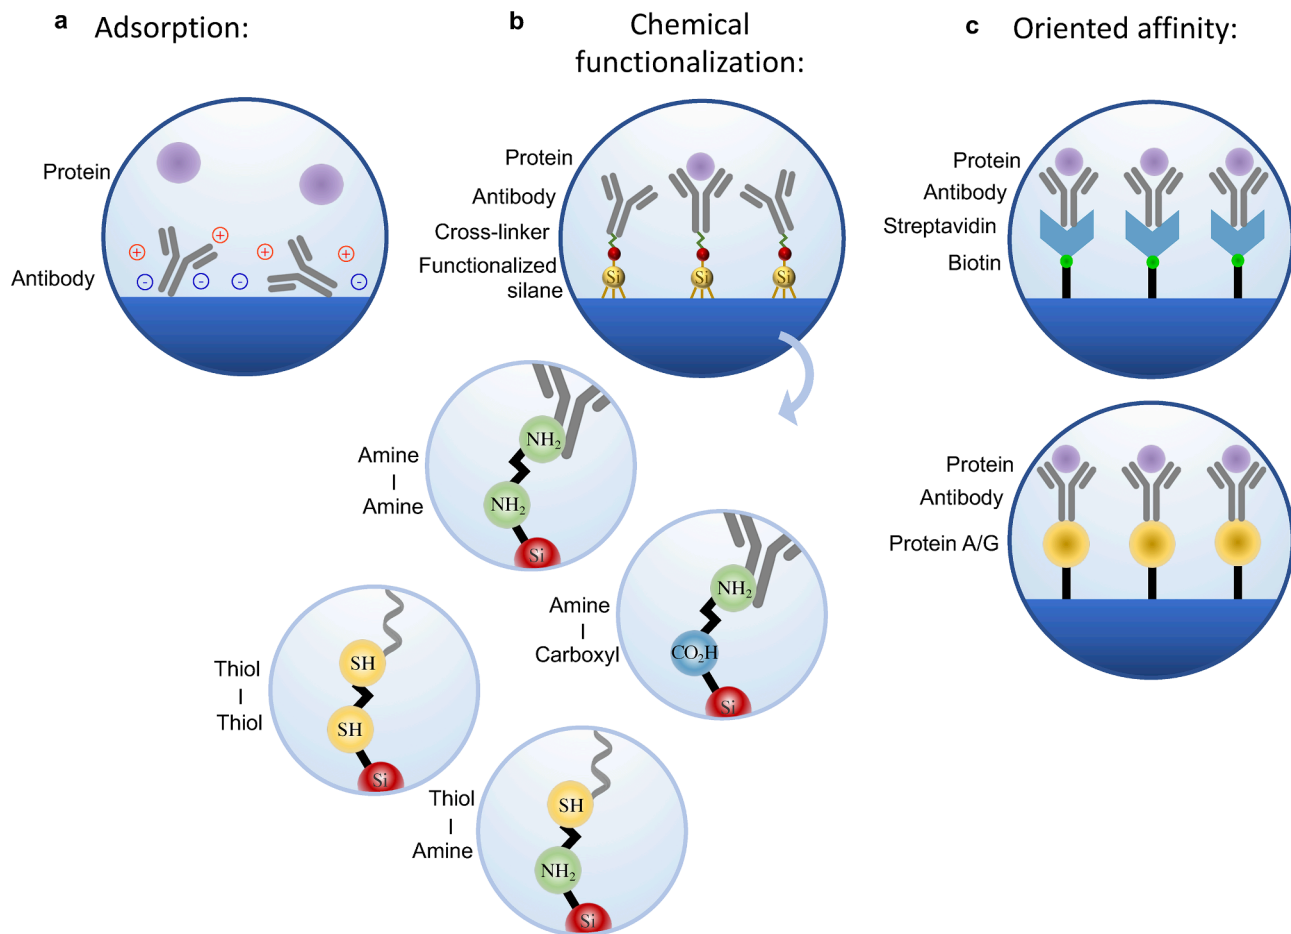 a
Adsorption:
Protein
+
+
+
+
-
-
-
-
Antibody
b
Chemical
functionalization:
Protein
Antibody
Cross-linker
Functionalized
silane
Si
Si
Si
Amine
I
Amine
NH₂
NH₂
Si
Amine
I
Carboxyl
NH₂
CO₂H
Si
Thiol
I
Thiol
SH
SH
Si
Thiol
I
Amine
SH
NH₂
Si
c
Oriented affinity:
Protein
Antibody
Streptavidin
Biotin
Protein
Antibody
Protein A/G